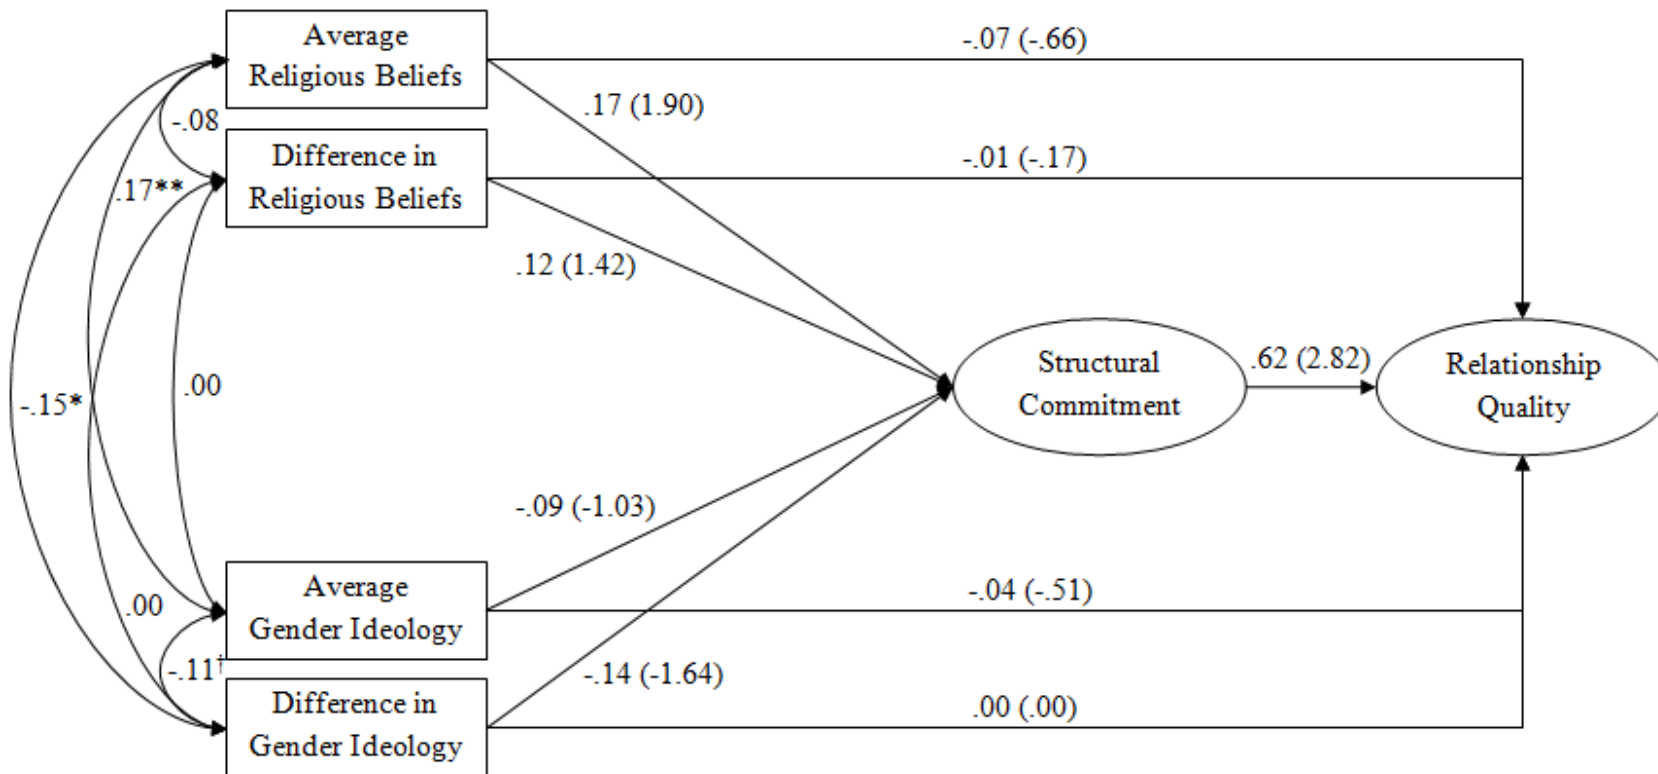 Average
Religious Beliefs
-.07 (-.66)
.17 (1.90)
-.08
Difference in
Religious Beliefs
-.01 (-.17)
.17**
.12 (1.42)
.00
-.15*
Structural
Commitment
.62 (2.82)
Relationship
Quality
-.09 (-1.03)
Average
Gender Ideology
-.04 (-.51)
.00
-.11†
-.14 (-1.64)
Difference in
Gender Ideology
.00 (.00)